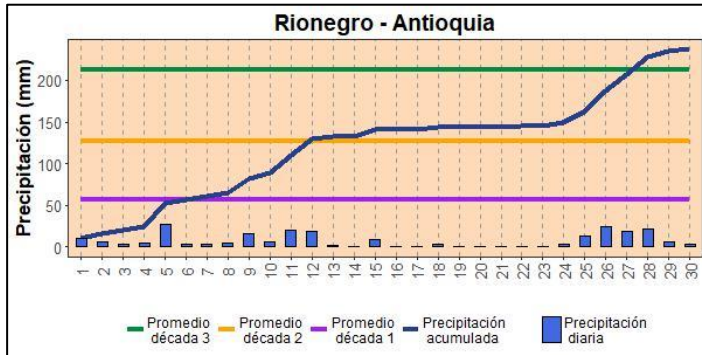 Rionegro - Antioquia
Precipitación (mm)
200
150
100
50
0
1 2 3 4 5 6 7 8 9 10 11 12 13 14 15 16 17 18 19 20 21 22 23 24 25 26 27 28 29 30
Promedio década 3
Promedio década 2
Promedio década 1
Precipitación acumulada
Precipitación diaria